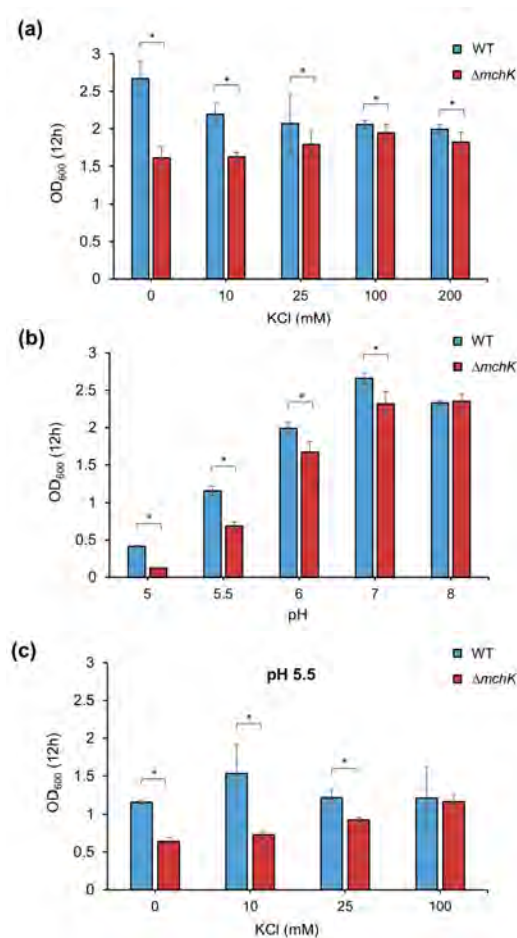 (a)
WT
ΔmchK
* * * * *
3
2.5
2
1.5
1
0.5
0
OD600 (12h)
0 10 25 100 200
KCl (mM)
(b)
WT
ΔmchK
* * * *
3
2.5
2
1.5
1
0.5
0
OD600 (12h)
5 5.5 6 7 8
pH
(c)
pH 5.5
WT
ΔmchK
* * *
3
2.5
2
1.5
1
0.5
0
OD600 (12h)
0 10 25 100
KCl (mM)